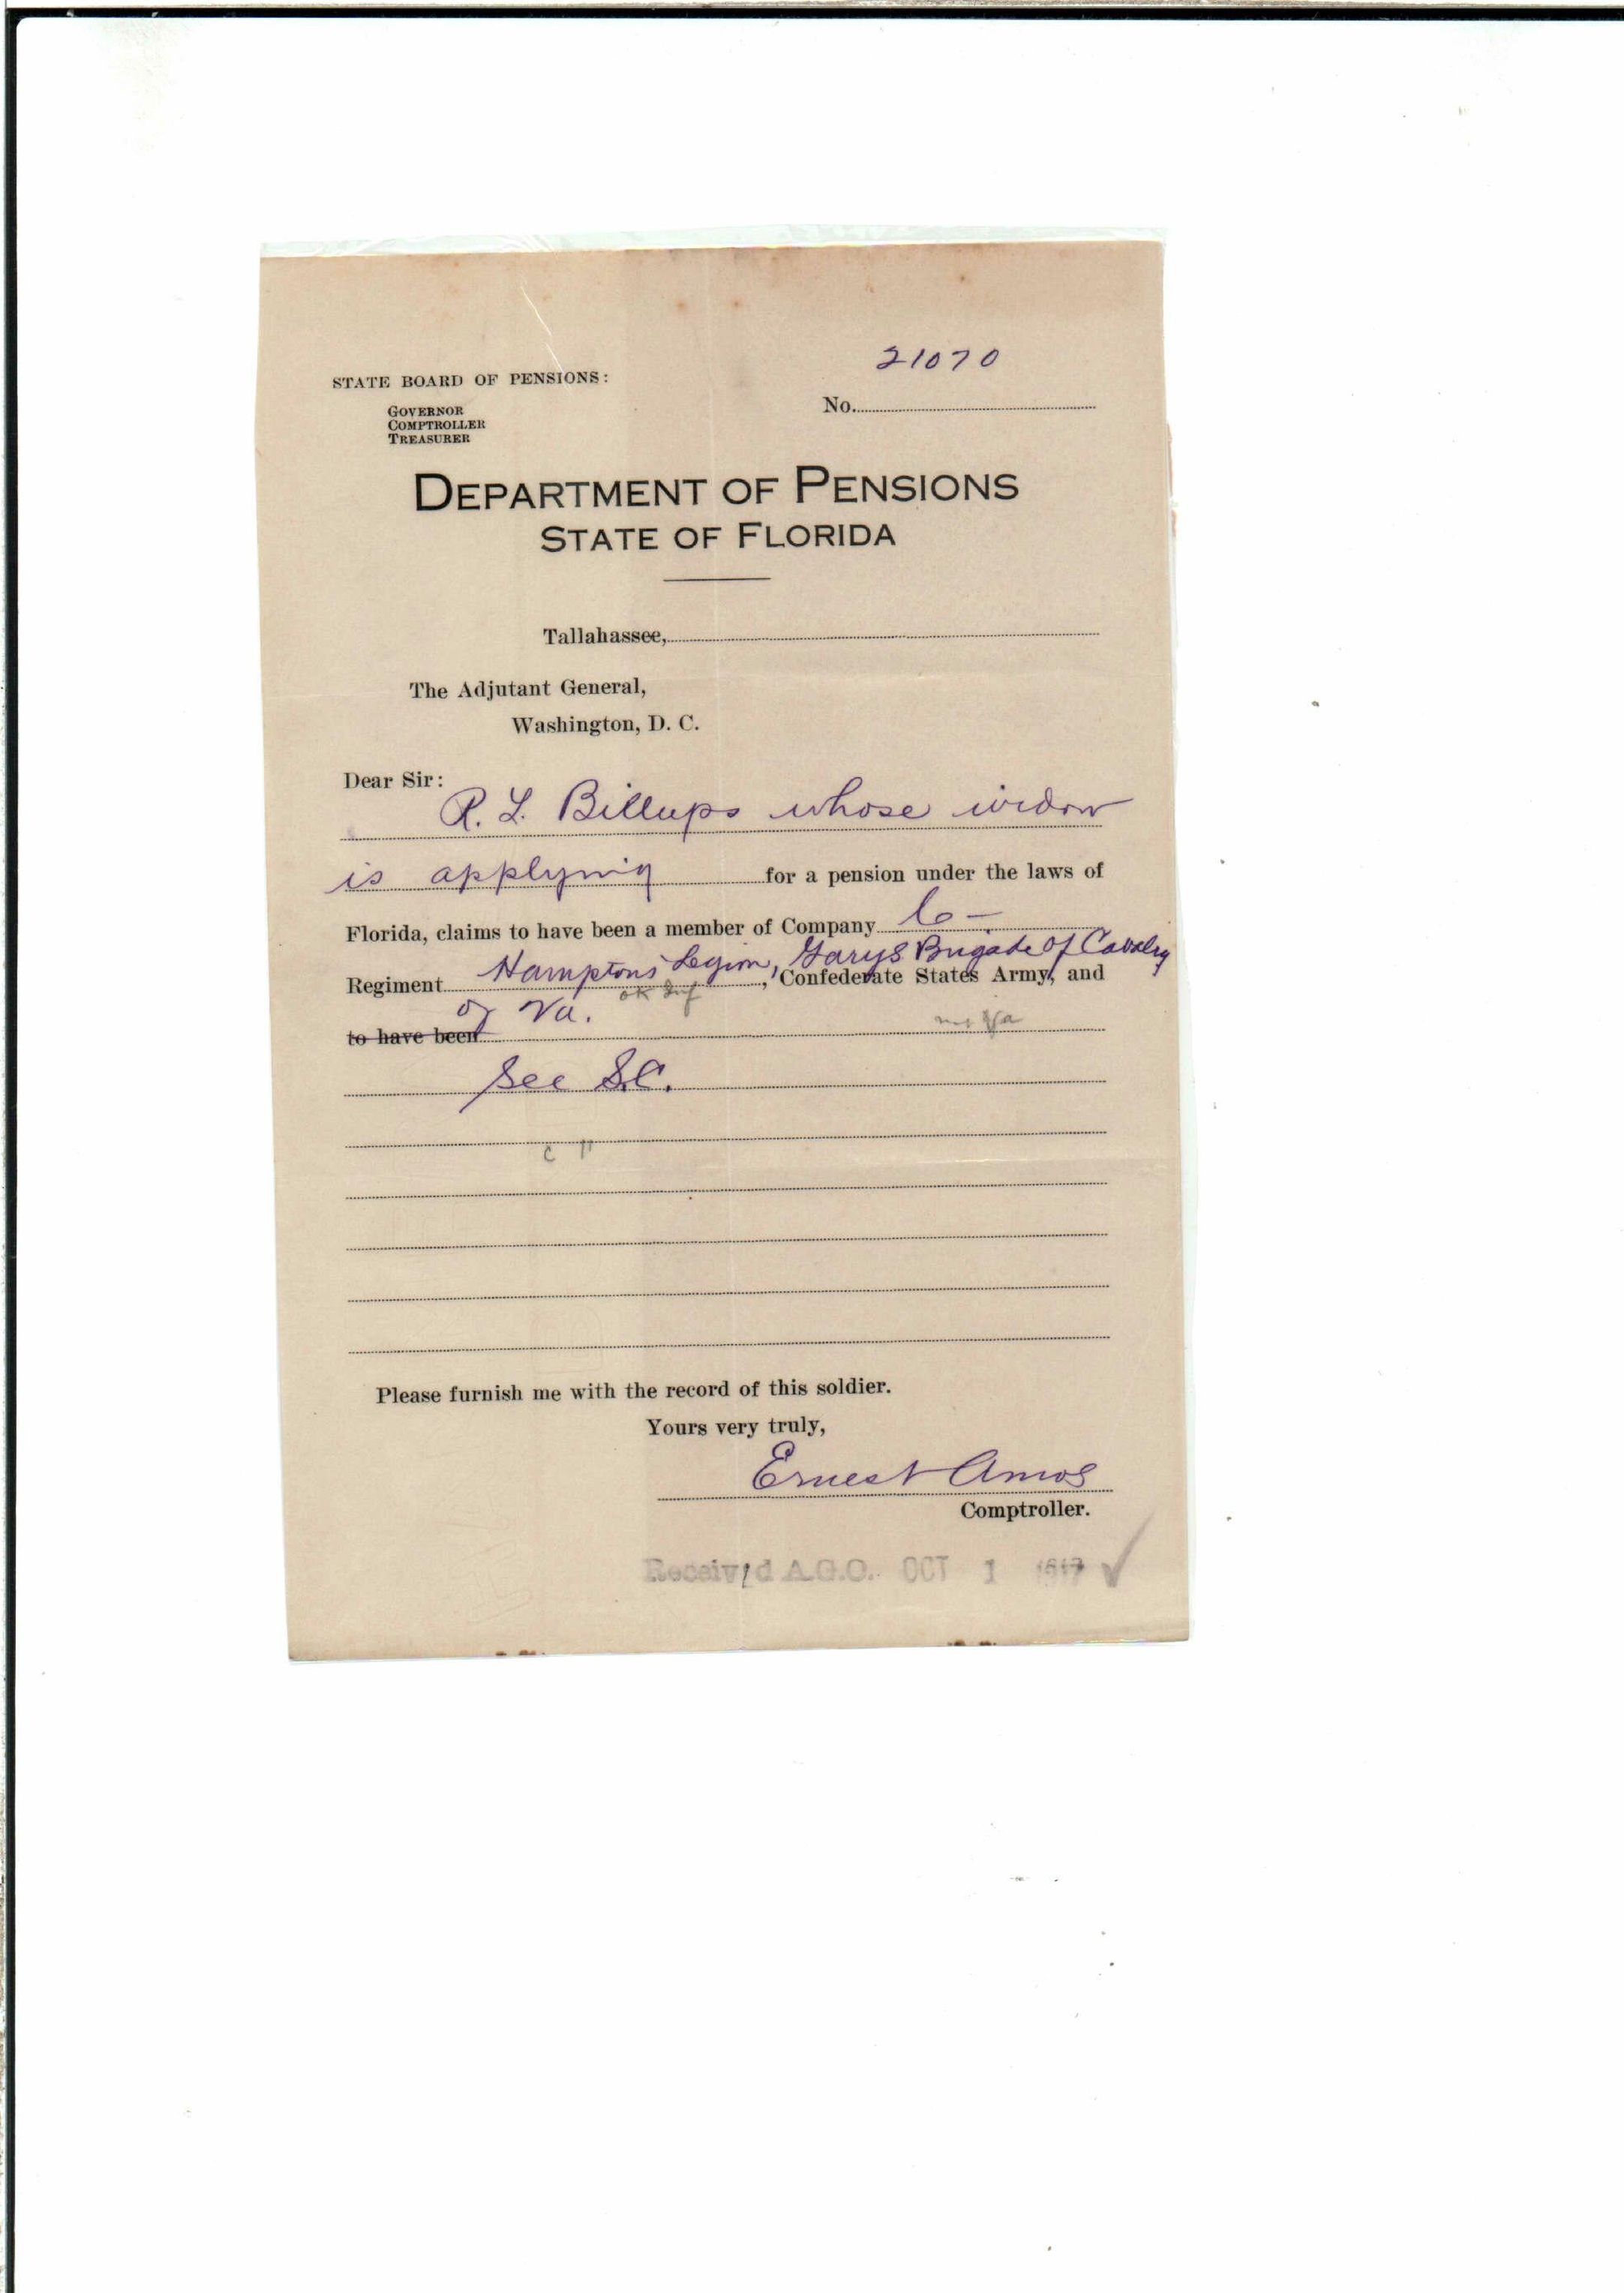 21070
STATE BOARD OF PENSIONS:
No.
GOVERNOR
COMPTROLLER
TREASURER
DEPARTMENT OF PENSIONS
STATE OF FLORIDA
Tallahassee,
The Adjutant General,
Washington, D. C.
Dear Sir:
R. L. Billups whose widow
is applying for a pension under the laws of
Florida, claims to have been a member of Company C –
Regiment Hamptons Legion, Garys Brigade of Cavalry, Confederate States Army, and
ok Inf
to have been of Va.
not Va
See S.C.
Please furnish me with the record of this soldier.
Yours very truly,
Ernest Amos
Comptroller.
Received A.G.O. OCT 1